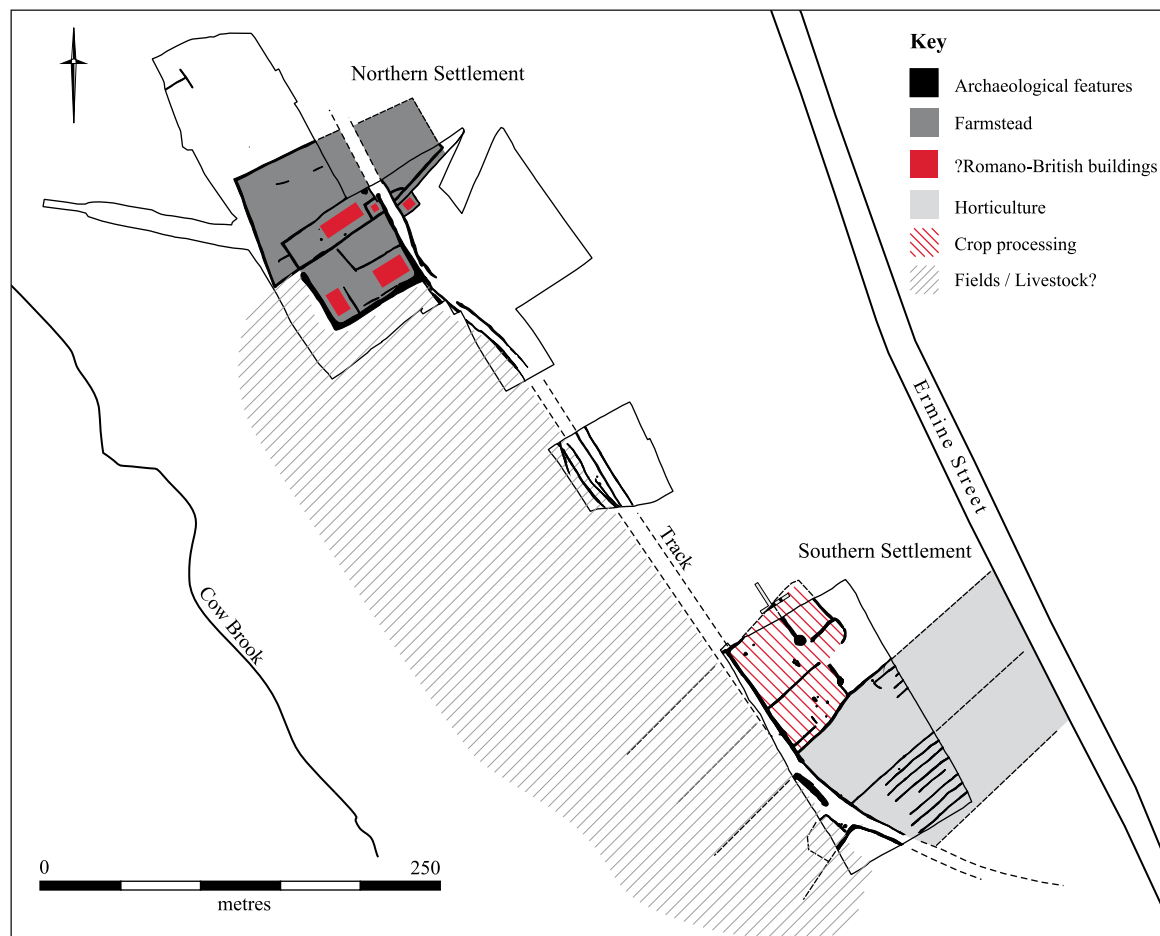 Northern Settlement
Key
Archaeological features
Farmstead
?Romano-British buildings
Horticulture
Crop processing
Fields / Livestock?
Ermine Street
Track
Southern Settlement
Cow Brook
0 250
metres